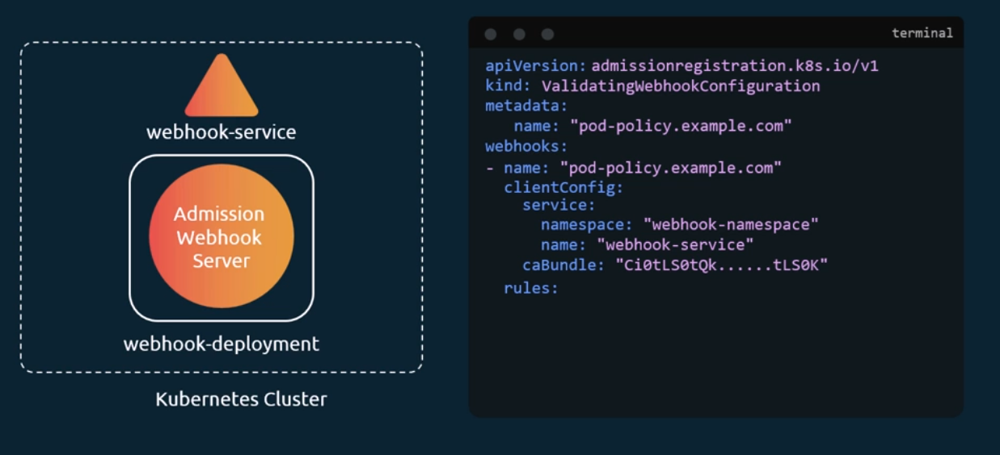 webhook-service
Admission
Webhook
Server
webhook-deployment
Kubernetes Cluster
terminal
apiVersion: admissionregistration.k8s.io/v1
kind: ValidatingWebhookConfiguration
metadata:
   name: "pod-policy.example.com"
webhooks:
- name: "pod-policy.example.com"
  clientConfig:
    service:
      namespace: "webhook-namespace"
      name: "webhook-service"
    caBundle: "Ci0tLS0tQk......tLS0K"
  rules: